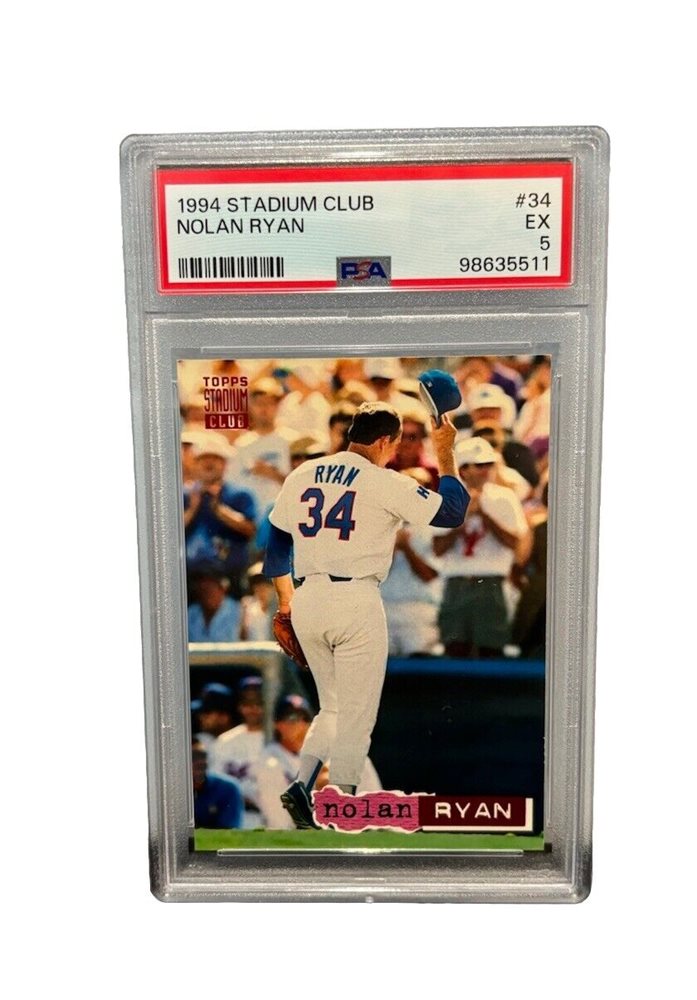 1994 STADIUM CLUB #34
NOLAN RYAN EX
5
PSA 98635511
TOPPS
STADIUM
CLUB
RYAN
34
nolan RYAN